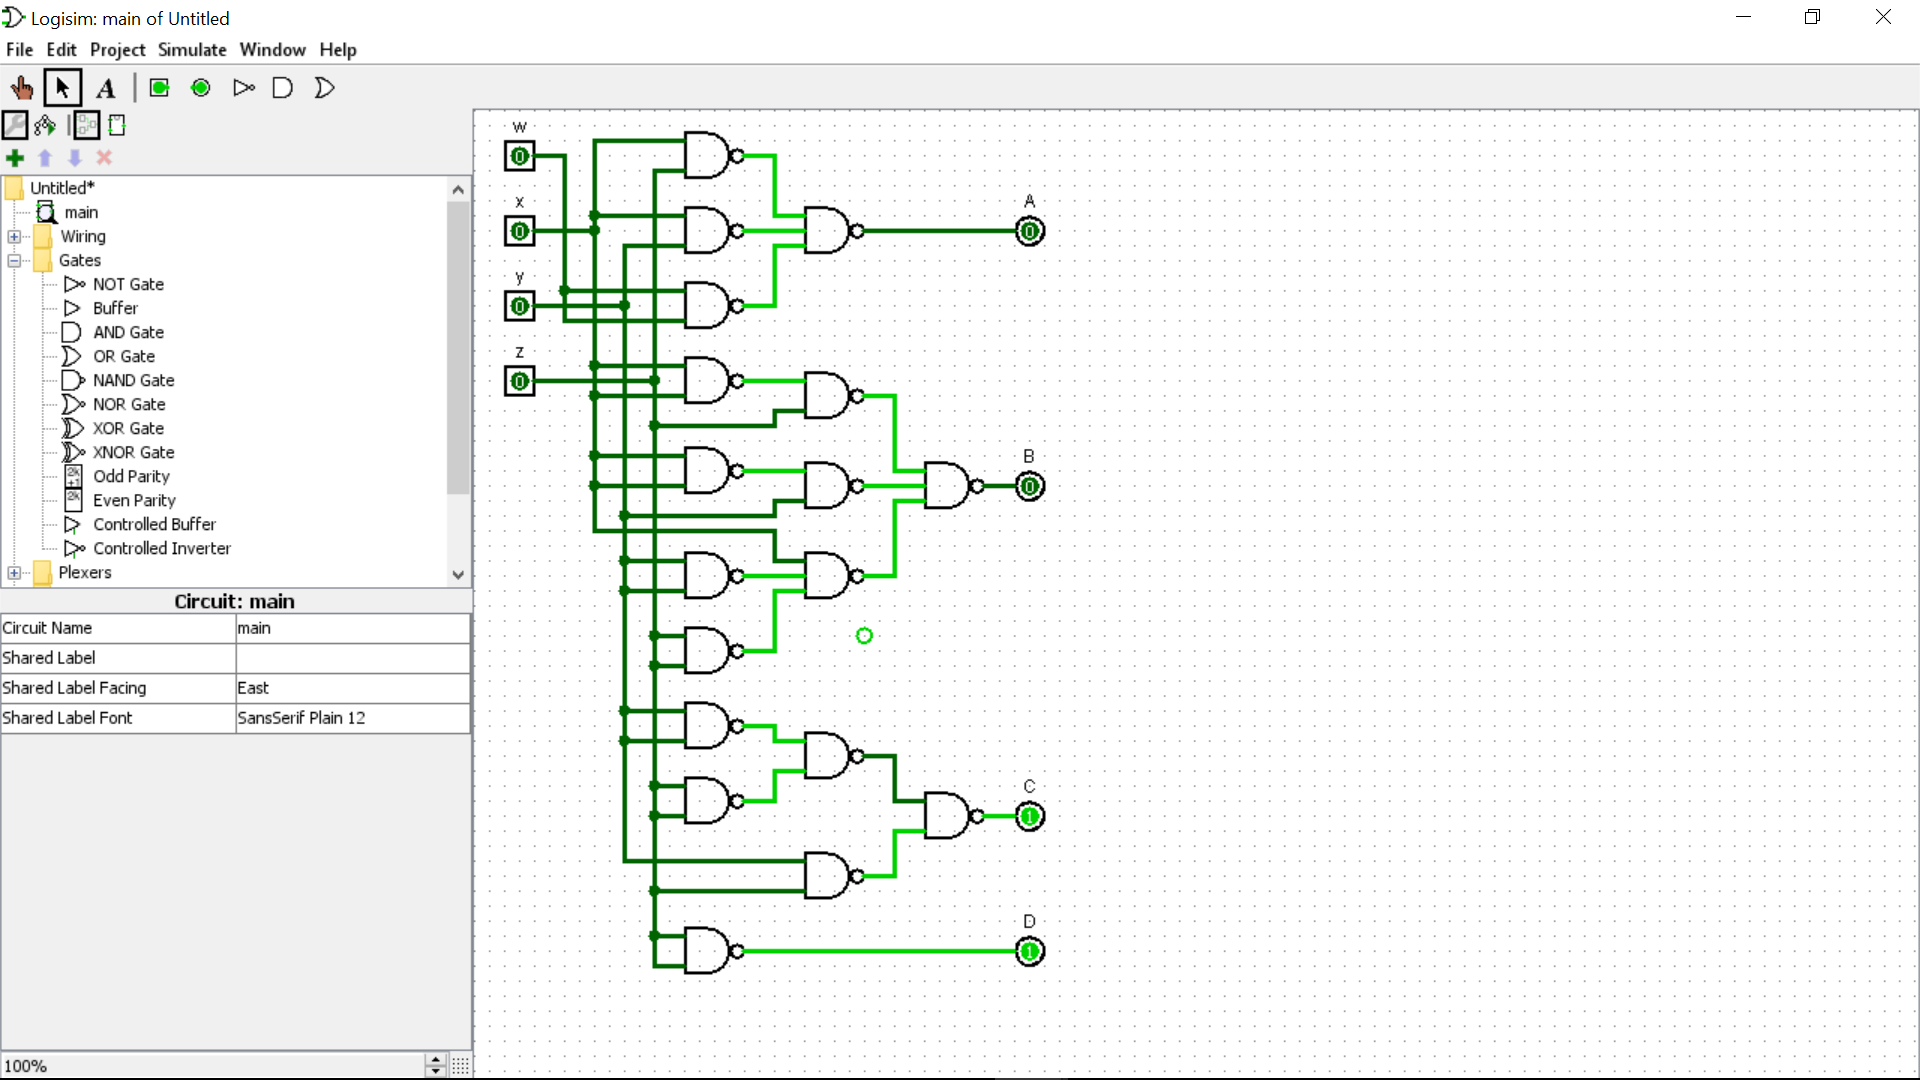 Logisim: main of Untitled
File Edit Project Simulate Window Help
A
Untitled*
main
Wiring
Gates
NOT Gate
Buffer
AND Gate
OR Gate
NAND Gate
NOR Gate
XOR Gate
XNOR Gate
2k+1 Odd Parity
2k Even Parity
Controlled Buffer
Controlled Inverter
Plexers
Circuit: main
Circuit Name main
Shared Label
Shared Label Facing East
Shared Label Font SansSerif Plain 12
100%
w
0
x
0
y
0
z
0
A
0
B
0
C
1
D
1